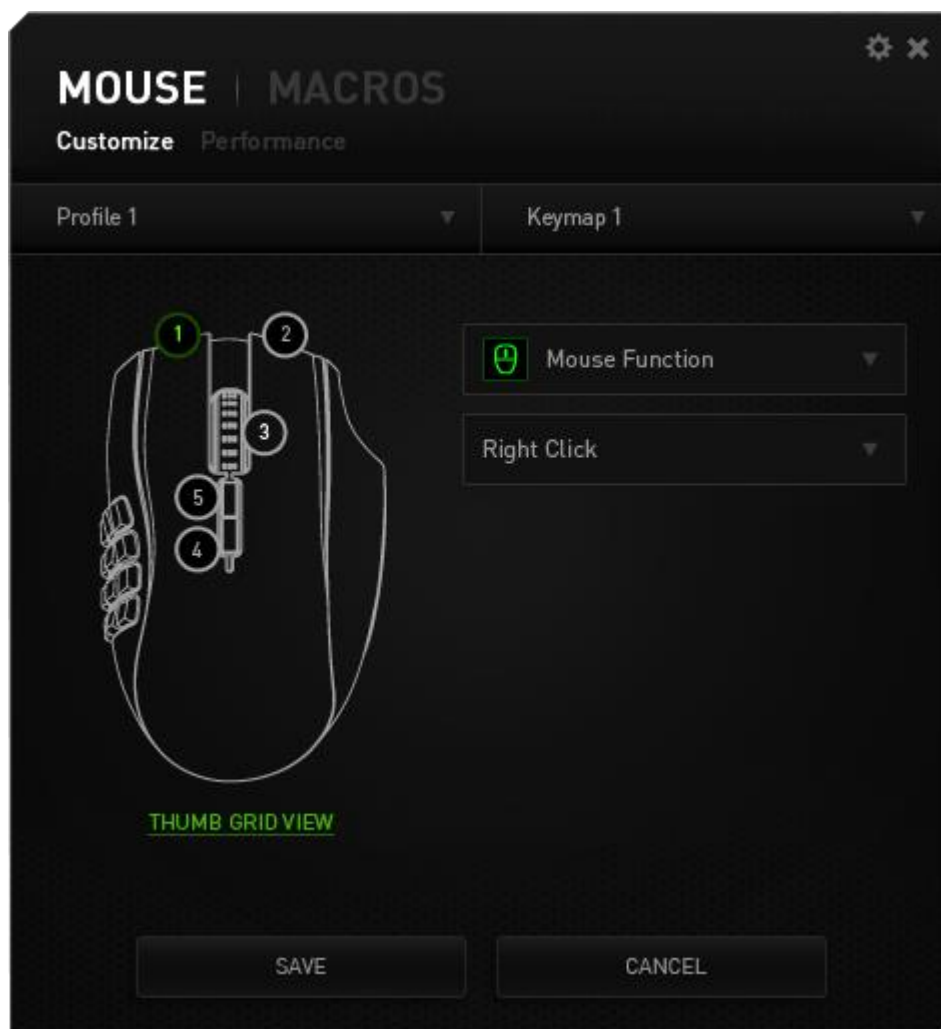 MOUSE | MACROS
Customize Performance
Profile 1 Keymap 1
1 2
Mouse Function
3
Right Click
5
4
THUMB GRID VIEW
SAVE CANCEL